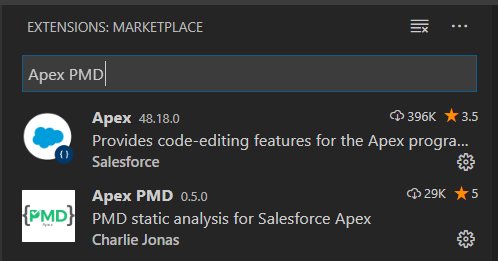 EXTENSIONS: MARKETPLACE
Apex PMD
Apex 48.18.0 396K 3.5
Provides code-editing features for the Apex progra...
Salesforce
Apex PMD 0.5.0 29K 5
PMD static analysis for Salesforce Apex
Charlie Jonas
{PMD}
Apex